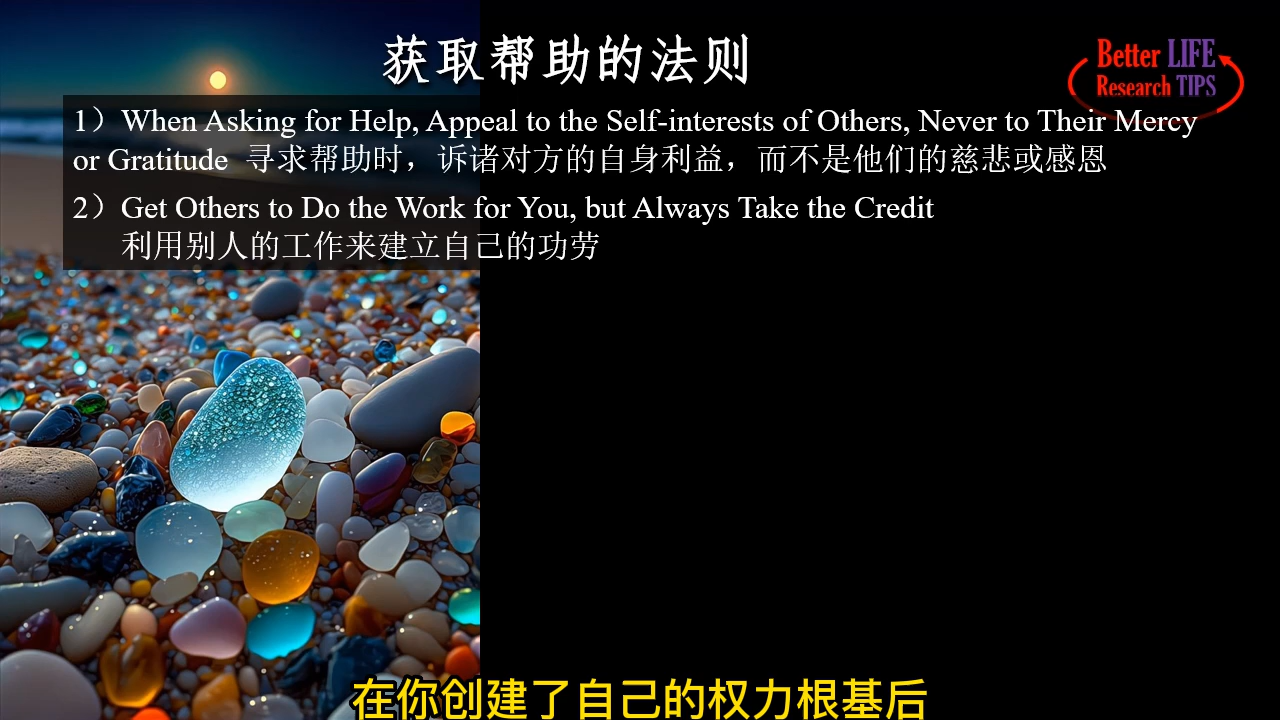 获取帮助的法则
Better LIFE
Research TIPS
1）When Asking for Help, Appeal to the Self-interests of Others, Never to Their Mercy
or Gratitude 寻求帮助时，诉诸对方的自身利益，而不是他们的慈悲或感恩
2）Get Others to Do the Work for You, but Always Take the Credit
利用别人的工作来建立自己的功劳
在你创建了自己的权力根基后